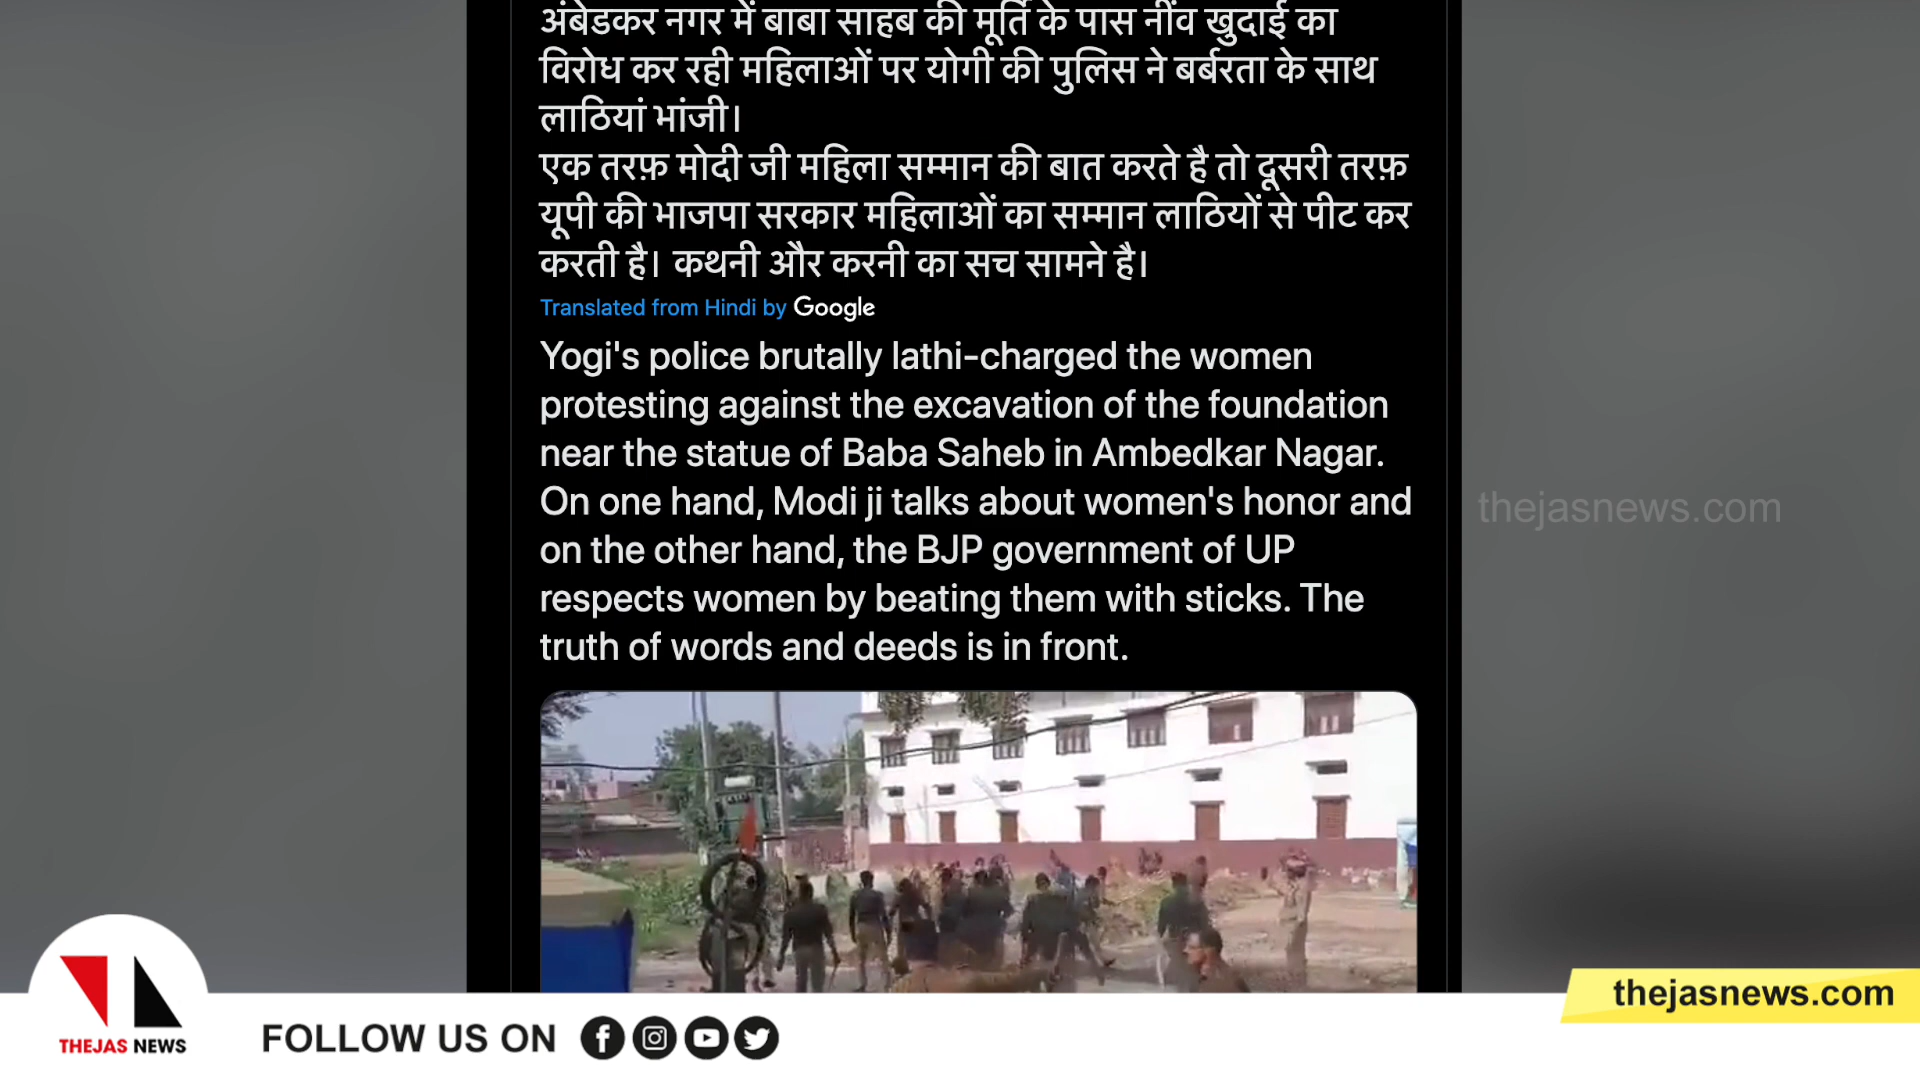 अंबेडकर नगर में बाबा साहब की मूर्ति के पास नींव खुदाई का
विरोध कर रही महिलाओं पर योगी की पुलिस ने बर्बरता के साथ
लाठियां भांजी।
एक तरफ़ मोदी जी महिला सम्मान की बात करते है तो दूसरी तरफ़
यूपी की भाजपा सरकार महिलाओं का सम्मान लाठियों से पीट कर
करती है। कथनी और करनी का सच सामने है।
Translated from Hindi by Google
Yogi's police brutally lathi-charged the women
protesting against the excavation of the foundation
near the statue of Baba Saheb in Ambedkar Nagar.
On one hand, Modi ji talks about women's honor and
on the other hand, the BJP government of UP
respects women by beating them with sticks. The
truth of words and deeds is in front.
thejasnews.com
thejasnews.com
THEJAS NEWS
FOLLOW US ON